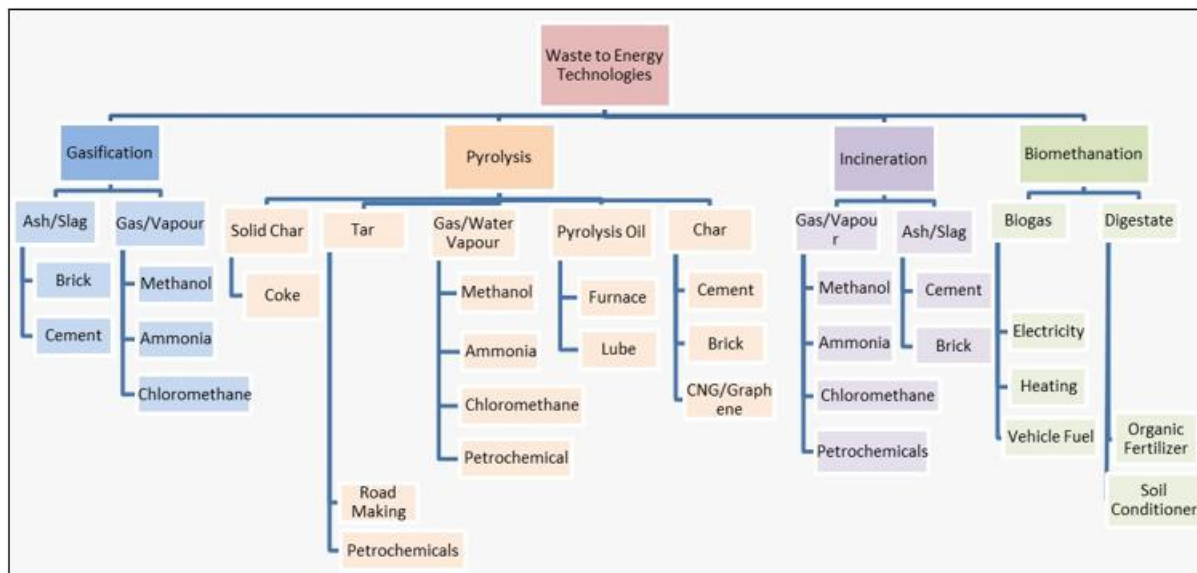 Waste to Energy
Technologies
Gasification
Pyrolysis
Incineration
Biomethanation
Ash/Slag
Brick
Cement
Gas/Vapour
Methanol
Ammonia
Chloromethane
Solid Char
Coke
Tar
Road
Making
Petrochemicals
Gas/Water
Vapour
Methanol
Ammonia
Chloromethane
Petrochemical
Pyrolysis Oil
Furnace
Lube
Char
Cement
Brick
CNG/Graph
ene
Gas/Vapou
r
Methanol
Ammonia
Chloromethane
Petrochemicals
Ash/Slag
Cement
Brick
Biogas
Electricity
Heating
Vehicle Fuel
Digestate
Organic
Fertilizer
Soil
Conditioner